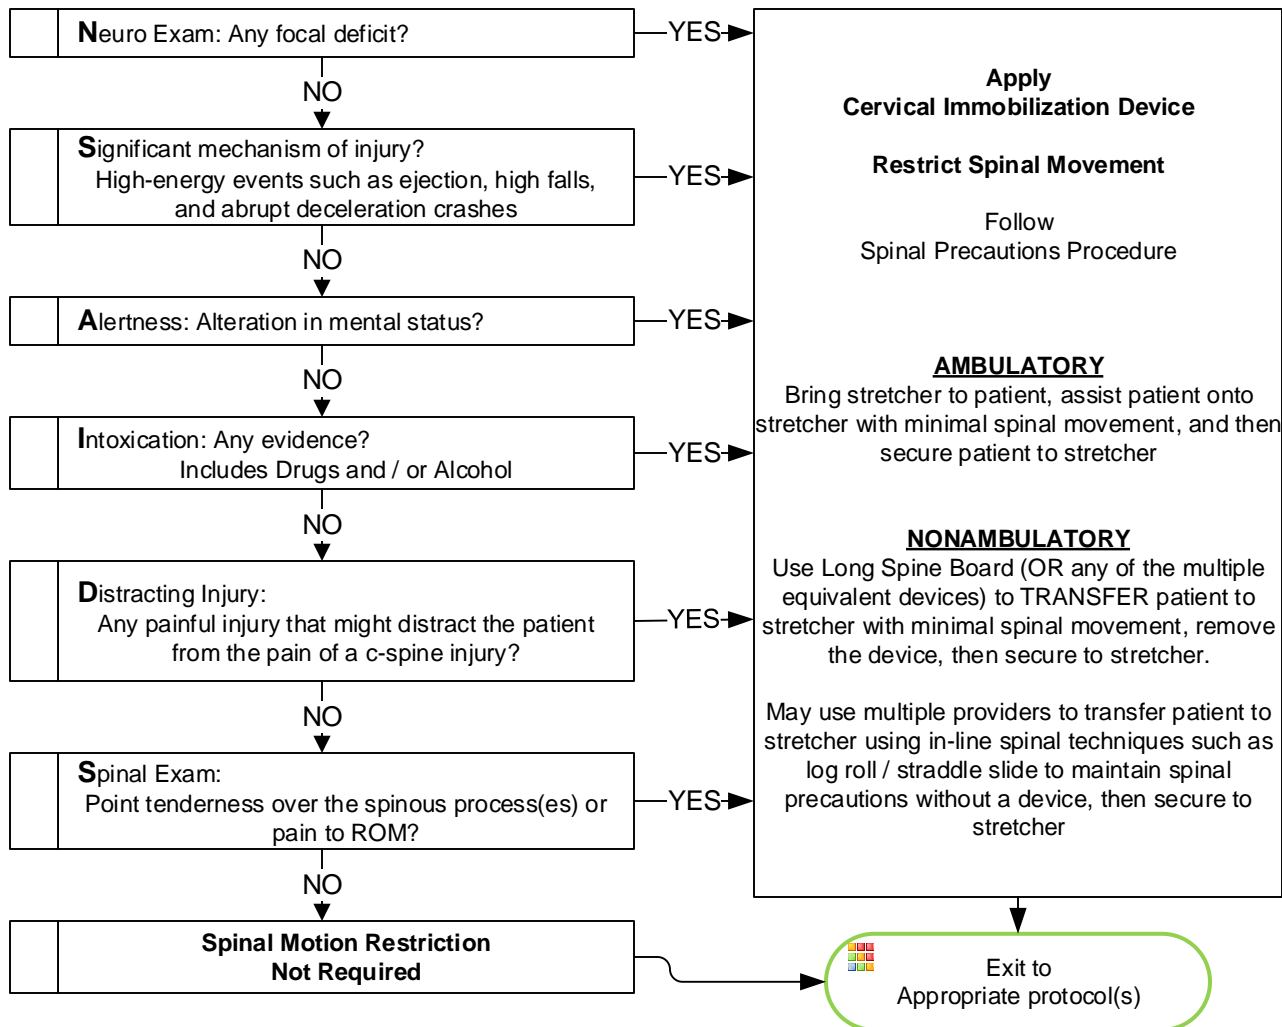 Neuro Exam: Any focal deficit?
YES
NO
Significant mechanism of injury?
High-energy events such as ejection, high falls,
and abrupt deceleration crashes
YES
NO
Alertness: Alteration in mental status?
YES
NO
Intoxication: Any evidence?
Includes Drugs and / or Alcohol
YES
NO
Distracting Injury:
Any painful injury that might distract the patient
from the pain of a c-spine injury?
YES
NO
Spinal Exam:
Point tenderness over the spinous process(es) or
pain to ROM?
YES
NO
Spinal Motion Restriction
Not Required
Apply
Cervical Immobilization Device
Restrict Spinal Movement
Follow
Spinal Precautions Procedure
AMBULATORY
Bring stretcher to patient, assist patient onto
stretcher with minimal spinal movement, and then
secure patient to stretcher
NONAMBULATORY
Use Long Spine Board (OR any of the multiple
equivalent devices) to TRANSFER patient to
stretcher with minimal spinal movement, remove
the device, then secure to stretcher.
May use multiple providers to transfer patient to
stretcher using in-line spinal techniques such as
log roll / straddle slide to maintain spinal
precautions without a device, then secure to
stretcher
Exit to
Appropriate protocol(s)